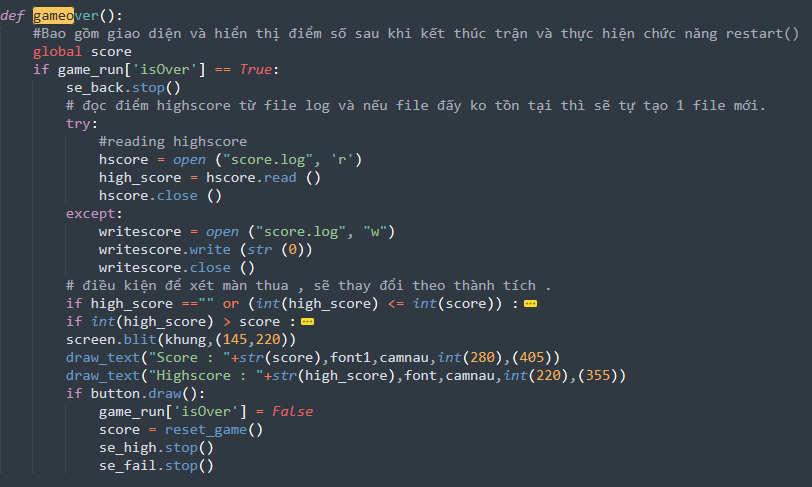 def gameover():
    #Bao gồm giao diện và hiển thị điểm số sau khi kết thúc trận và thực hiện chức năng restart()
    global score
    if game_run['isOver'] == True:
        se_back.stop()
        # đọc điểm highscore từ file log và nếu file đấy ko tồn tại thì sẽ tự tạo 1 file mới.
        try:
            #reading highscore
            hscore = open ("score.log", 'r')
            high_score = hscore.read ()
            hscore.close ()
        except:
            writescore = open ("score.log", "w")
            writescore.write (str (0))
            writescore.close ()
        # điều kiện để xét màn thua , sẽ thay đổi theo thành tích .
        if high_score =="" or (int(high_score) <= int(score)) :
        if int(high_score) > score :
        screen.blit(khung,(145,220))
        draw_text("Score : "+str(score),font1,camnau,int(280),(405))
        draw_text("Highscore : "+str(high_score),font,camnau,int(220),(355))
        if button.draw():
            game_run['isOver'] = False
            score = reset_game()
            se_high.stop()
            se_fail.stop()